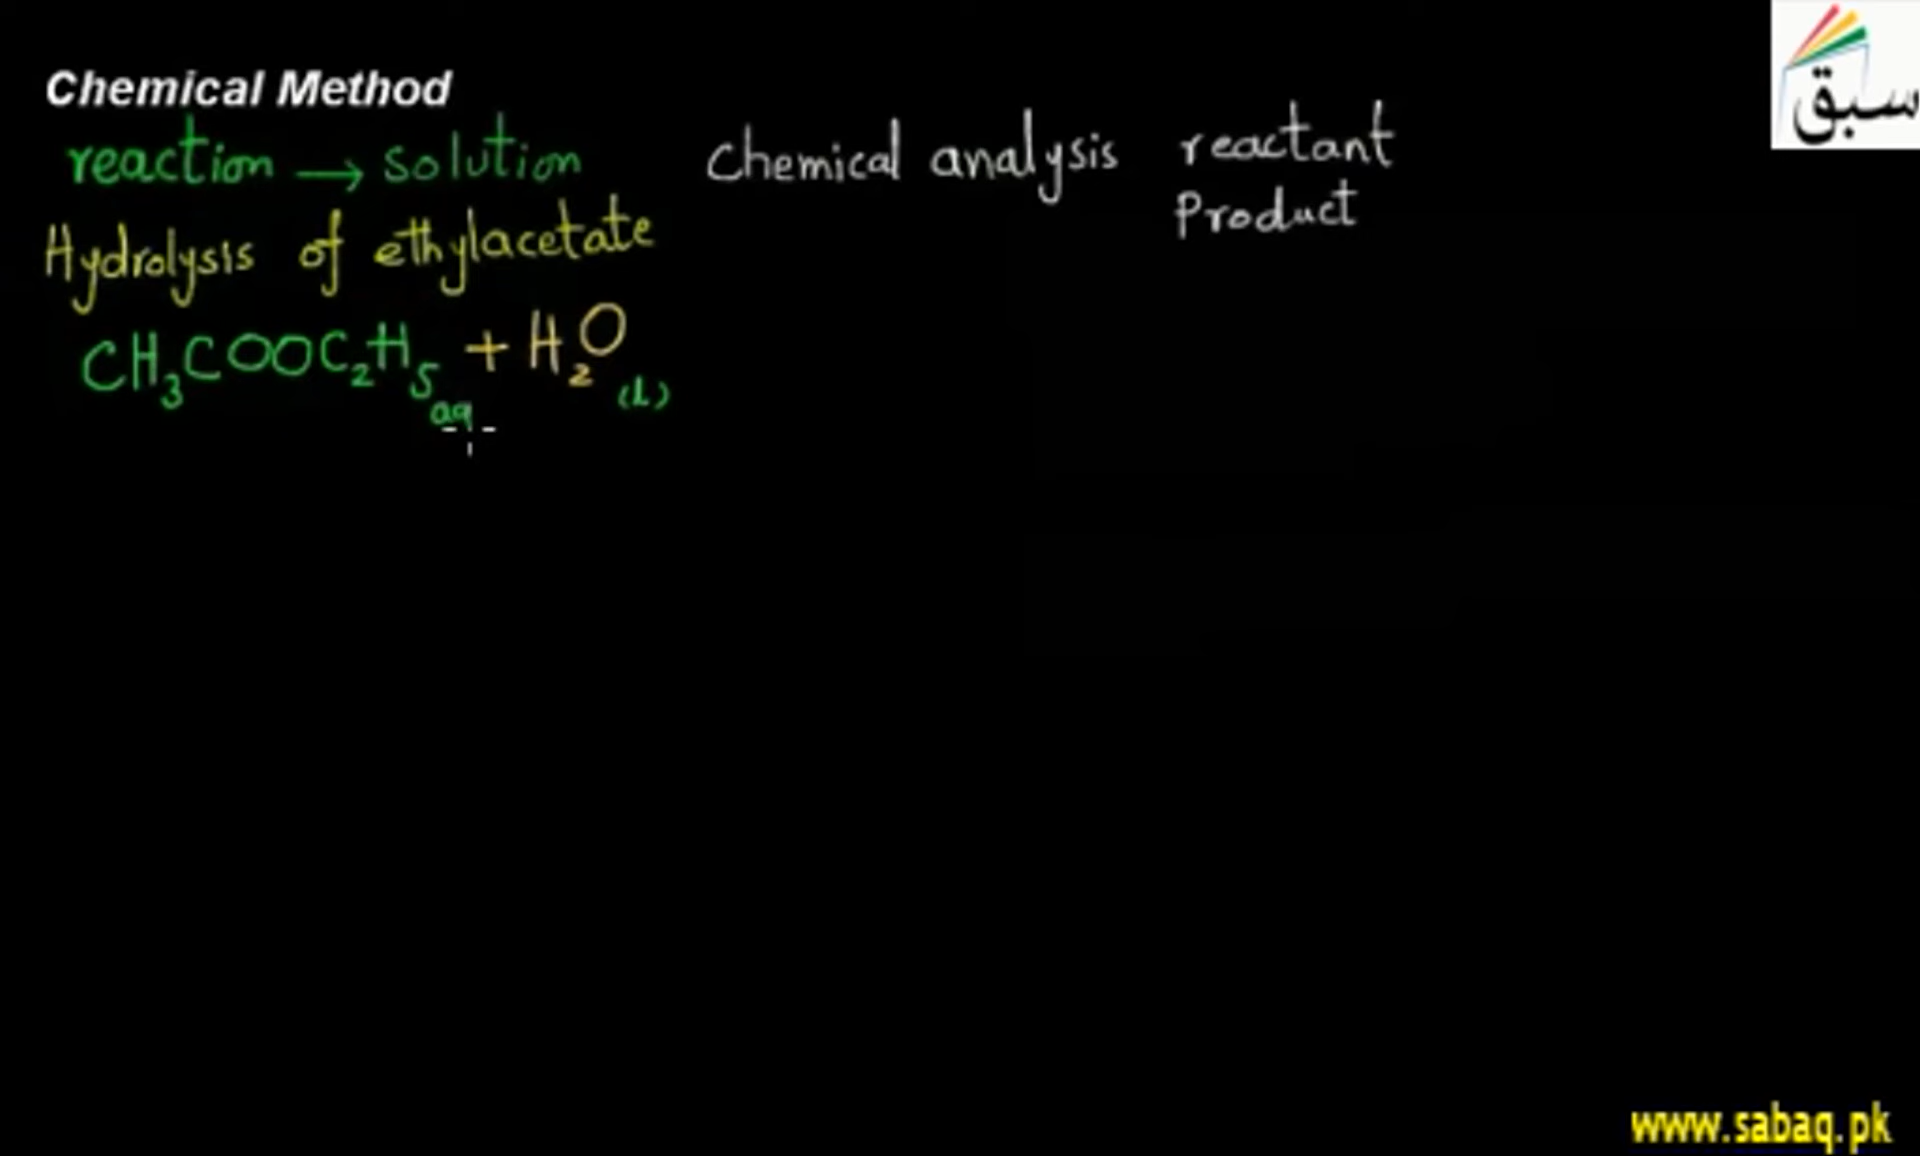 Chemical Method
reaction → solution Chemical analysis reactant
Product
Hydrolysis of ethylacetate
CH₃COOC₂H₅ aq + H₂O (l)
سبق
www.sabaq.pk